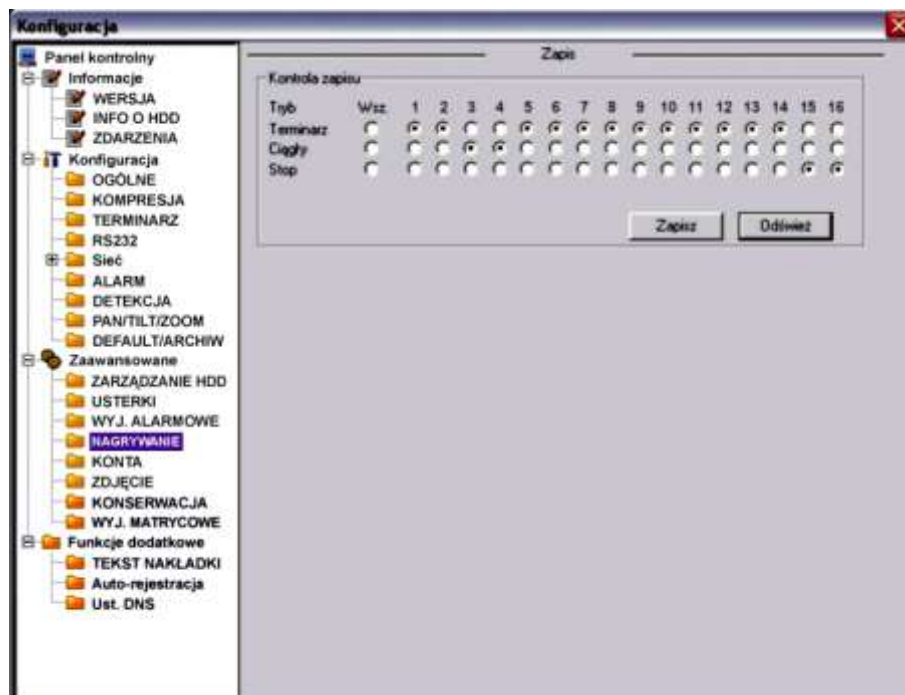 Konfiguracja
Panel kontrolny
Informacje
WERSJA
INFO O HDD
ZDARZENIA
Konfiguracja
OGÓLNE
KOMPRESJA
TERMINARZ
RS232
Sieć
ALARM
DETEKCJA
PAN/TILT/ZOOM
DEFAULT/ARCHIW
Zaawansowane
ZARZĄDZANIE HDD
USTERKI
WYJ. ALARMOWE
NAGRYWANIE
KONTA
ZDJĘCIE
KONSERWACJA
WYJ. MATRYCOWE
Funkcje dodatkowe
TEKST NAKŁADKI
Auto-rejestracja
Ust. DNS
Zapis
Kontrola zapisu
Tryb Wsz 1 2 3 4 5 6 7 8 9 10 11 12 13 14 15 16
Terminarz
Ciągły
Stop
Zapisz Odśwież